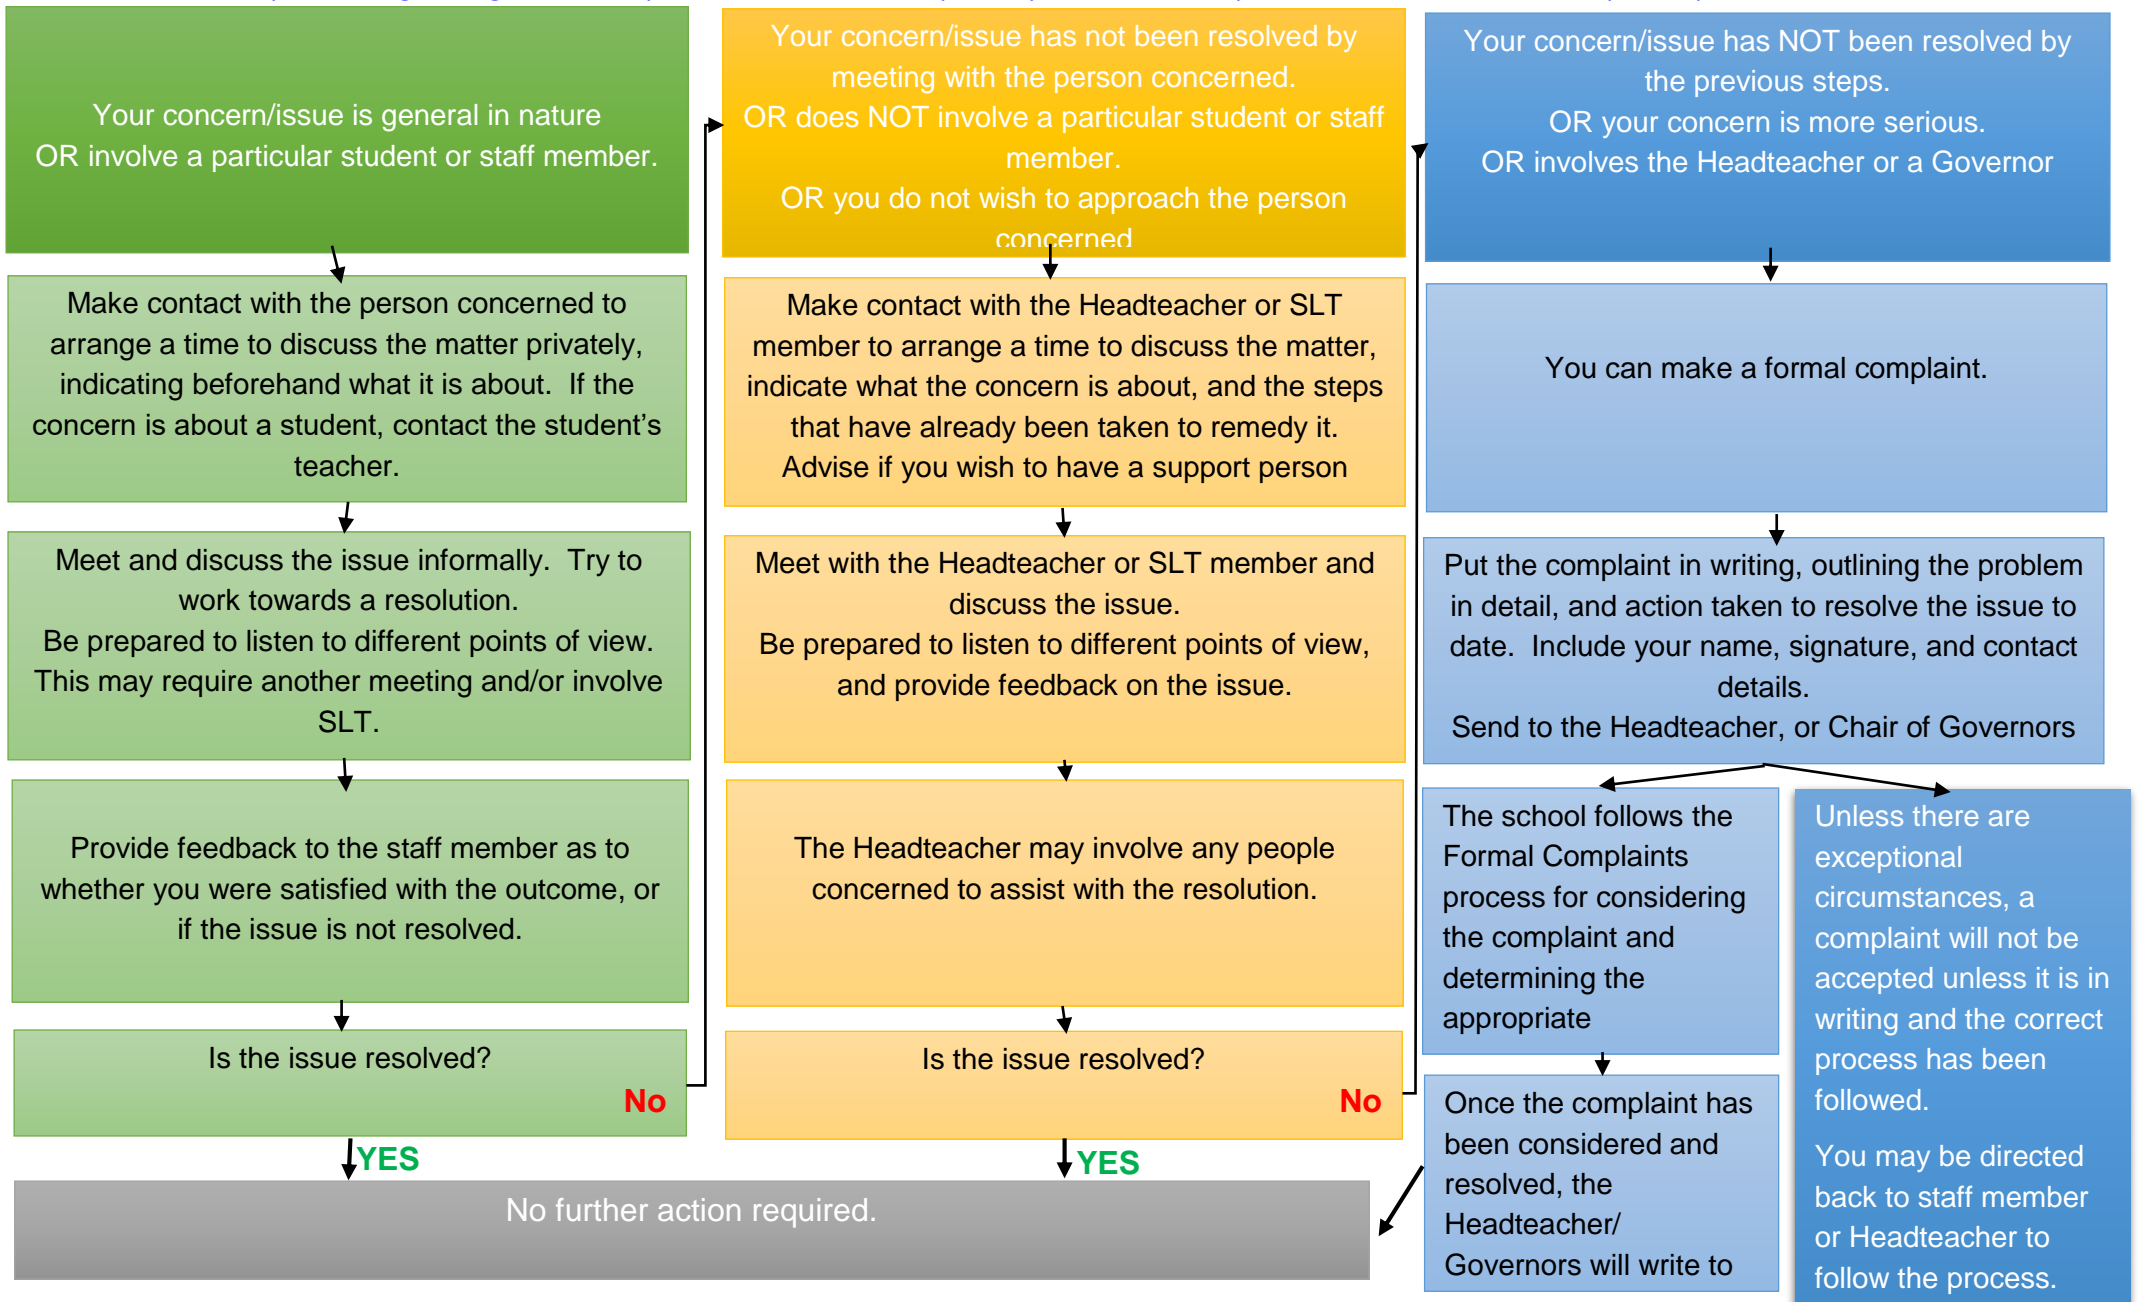 Your concern/issue is general in nature
OR involve a particular student or staff member.
Make contact with the person concerned to
arrange a time to discuss the matter privately,
indicating beforehand what it is about.  If the
concern is about a student, contact the student’s
teacher.
Meet and discuss the issue informally.  Try to
work towards a resolution.
Be prepared to listen to different points of view.
This may require another meeting and/or involve
SLT.
Provide feedback to the staff member as to
whether you were satisfied with the outcome, or
if the issue is not resolved.
Is the issue resolved?
No
YES
Your concern/issue has not been resolved by
meeting with the person concerned.
OR does NOT involve a particular student or staff
member.
OR you do not wish to approach the person
concerned
Make contact with the Headteacher or SLT
member to arrange a time to discuss the matter,
indicate what the concern is about, and the steps
that have already been taken to remedy it.
Advise if you wish to have a support person
Meet with the Headteacher or SLT member and
discuss the issue.
Be prepared to listen to different points of view,
and provide feedback on the issue.
The Headteacher may involve any people
concerned to assist with the resolution.
Is the issue resolved?
No
YES
No further action required.
Your concern/issue has NOT been resolved by
the previous steps.
OR your concern is more serious.
OR involves the Headteacher or a Governor
You can make a formal complaint.
Put the complaint in writing, outlining the problem
in detail, and action taken to resolve the issue to
date.  Include your name, signature, and contact
details.
Send to the Headteacher, or Chair of Governors
The school follows the
Formal Complaints
process for considering
the complaint and
determining the
appropriate
Once the complaint has
been considered and
resolved, the
Headteacher/
Governors will write to
Unless there are
exceptional
circumstances, a
complaint will not be
accepted unless it is in
writing and the correct
process has been
followed.
You may be directed
back to staff member
or Headteacher to
follow the process.